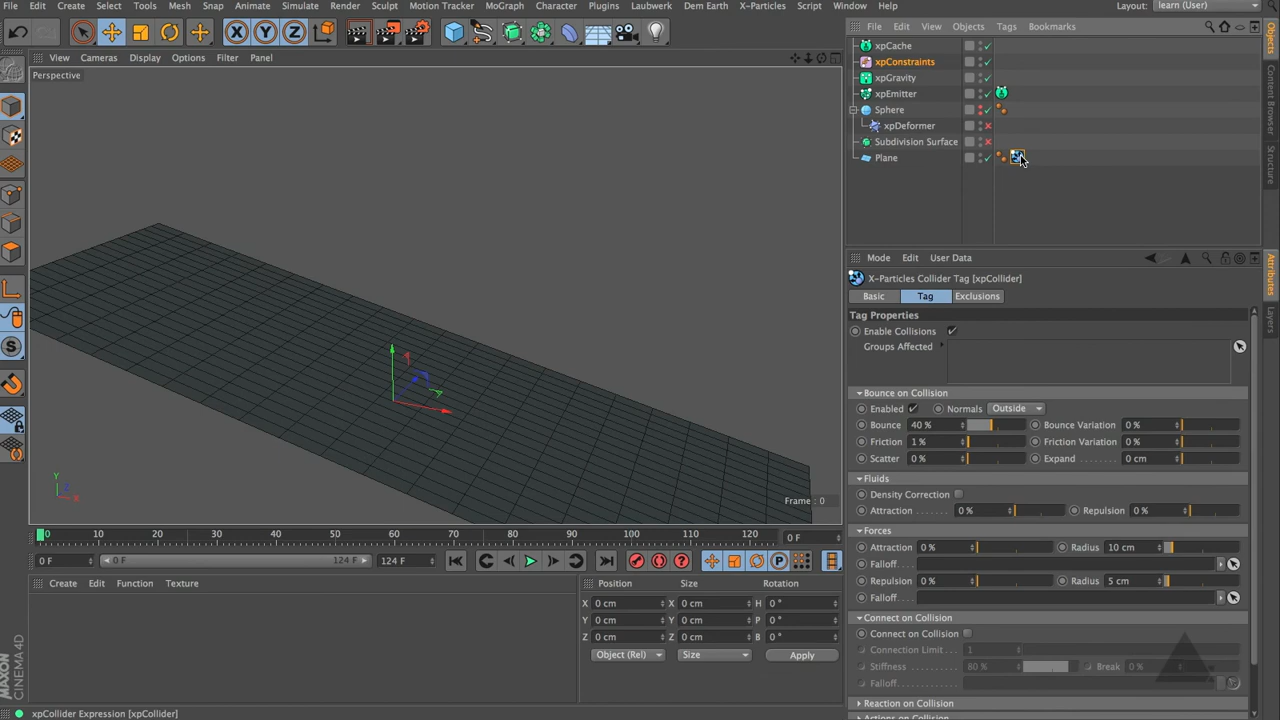 File Edit Create Select Tools Mesh Snap Animate Simulate Render Sculpt Motion Tracker MoGraph Character Plugins Laubwerk Dem Earth X-Particles Script Window Help Layout: learn (User)
X Y Z
File Edit View Objects Tags Bookmarks
View Cameras Display Options Filter Panel
Perspective
xpCache
xpConstraints
xpGravity
xpEmitter
Sphere
xpDeformer
Subdivision Surface
Plane
Objects
Content Browser
Structure
Mode Edit User Data
X-Particles Collider Tag [xpCollider]
Basic Tag Exclusions
Tag Properties
Enable Collisions
Groups Affected
Bounce on Collision
Enabled Normals Outside
Bounce 40 % Bounce Variation 0 %
Friction 1 % Friction Variation 0 %
Scatter 0 % Expand 0 cm
Fluids
Density Correction
Attraction 0 % Repulsion 0 %
Forces
Attraction 0 % Radius 10 cm
Falloff
Repulsion 0 % Radius 5 cm
Falloff
Connect on Collision
Connect on Collision
Connection Limit 1
Stiffness 80 % Break 0 %
Falloff
Reaction on Collision
Actions on Collision
Attributes
Layers
Y
Z
X
Frame : 0
0 10 20 30 40 50 60 70 80 90 100 110 120 0 F
0 F 0 F 124 F 124 F
P
Create Edit Function Texture
Position Size Rotation
X 0 cm X 0 cm H 0 °
Y 0 cm Y 0 cm P 0 °
Z 0 cm Z 0 cm B 0 °
Object (Rel) Size Apply
MAXON CINEMA 4D
xpCollider Expression [xpCollider]